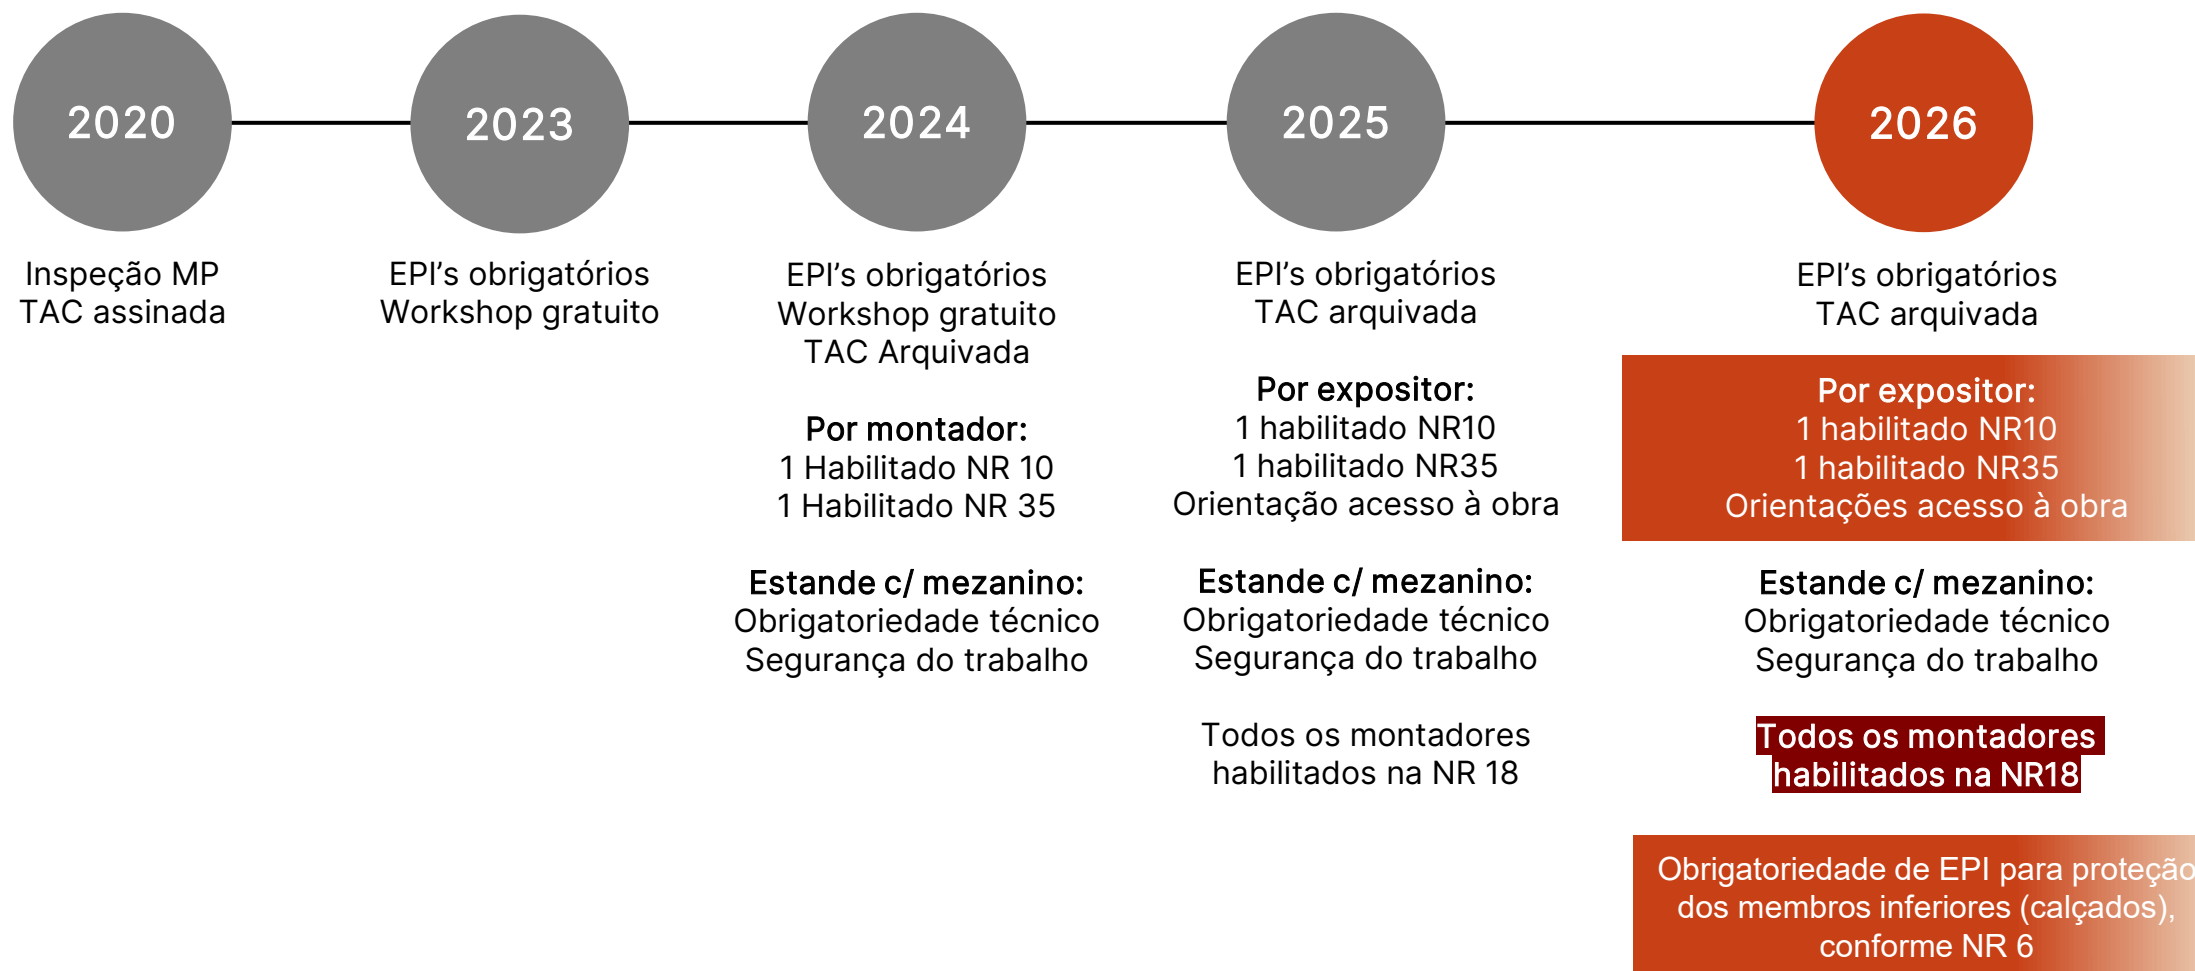 2020
Inspeção MP
TAC assinada
2023
EPI’s obrigatórios
Workshop gratuito
2024
EPI’s obrigatórios
Workshop gratuito
TAC Arquivada
Por montador:
1 Habilitado NR 10
1 Habilitado NR 35
Estande c/ mezanino:
Obrigatoriedade técnico
Segurança do trabalho
2025
EPI’s obrigatórios
TAC arquivada
Por expositor:
1 habilitado NR10
1 habilitado NR35
Orientação acesso à obra
Estande c/ mezanino:
Obrigatoriedade técnico
Segurança do trabalho
Todos os montadores
habilitados na NR 18
2026
EPI’s obrigatórios
TAC arquivada
Por expositor:
1 habilitado NR10
1 habilitado NR35
Orientações acesso à obra
Estande c/ mezanino:
Obrigatoriedade técnico
Segurança do trabalho
Todos os montadores
habilitados na NR18
Obrigatoriedade de EPI para proteção
dos membros inferiores (calçados),
conforme NR 6